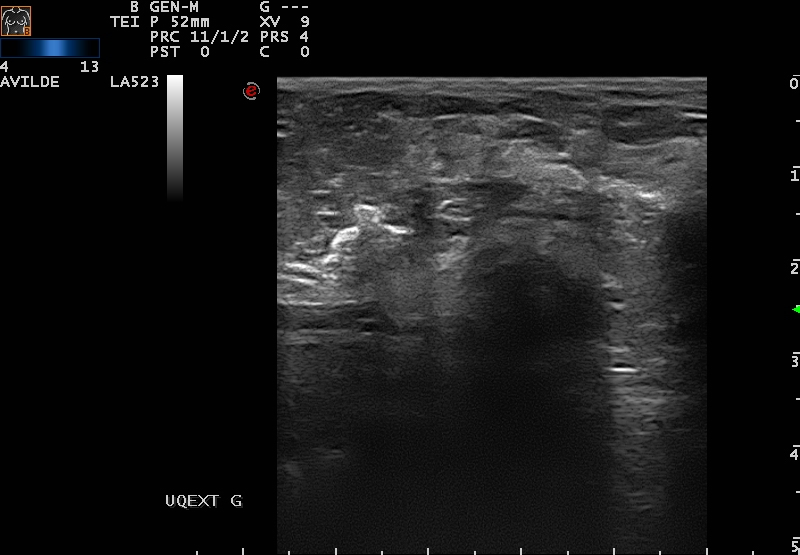 B GEN-M G ---
TEI P 52mm XV 9
PRC 11/1/2 PRS 4
PST 0 C 0
4 13
AVILDE LA523
0
1
2
3
4
5
UQEXT G